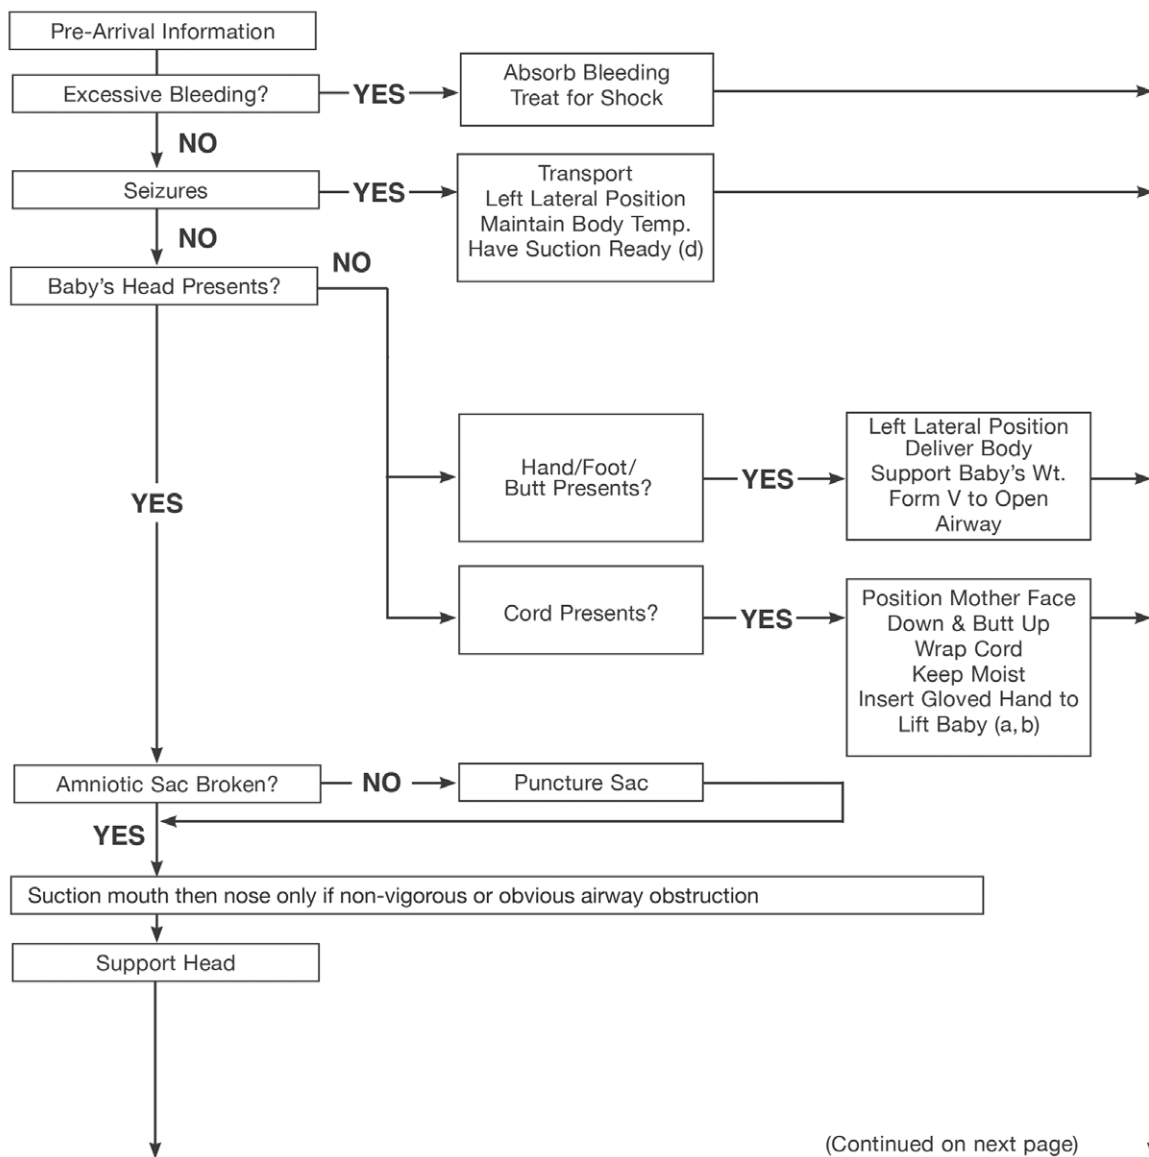 Pre-Arrival Information
Excessive Bleeding?
YES
Absorb Bleeding
Treat for Shock
NO
Seizures
YES
Transport
Left Lateral Position
Maintain Body Temp.
Have Suction Ready (d)
NO
Baby's Head Presents?
NO
YES
Hand/Foot/
Butt Presents?
YES
Left Lateral Position
Deliver Body
Support Baby's Wt.
Form V to Open
Airway
Cord Presents?
YES
Position Mother Face
Down & Butt Up
Wrap Cord
Keep Moist
Insert Gloved Hand to
Lift Baby (a,b)
Amniotic Sac Broken?
NO
Puncture Sac
YES
Suction mouth then nose only if non-vigorous or obvious airway obstruction
Support Head
(Continued on next page)